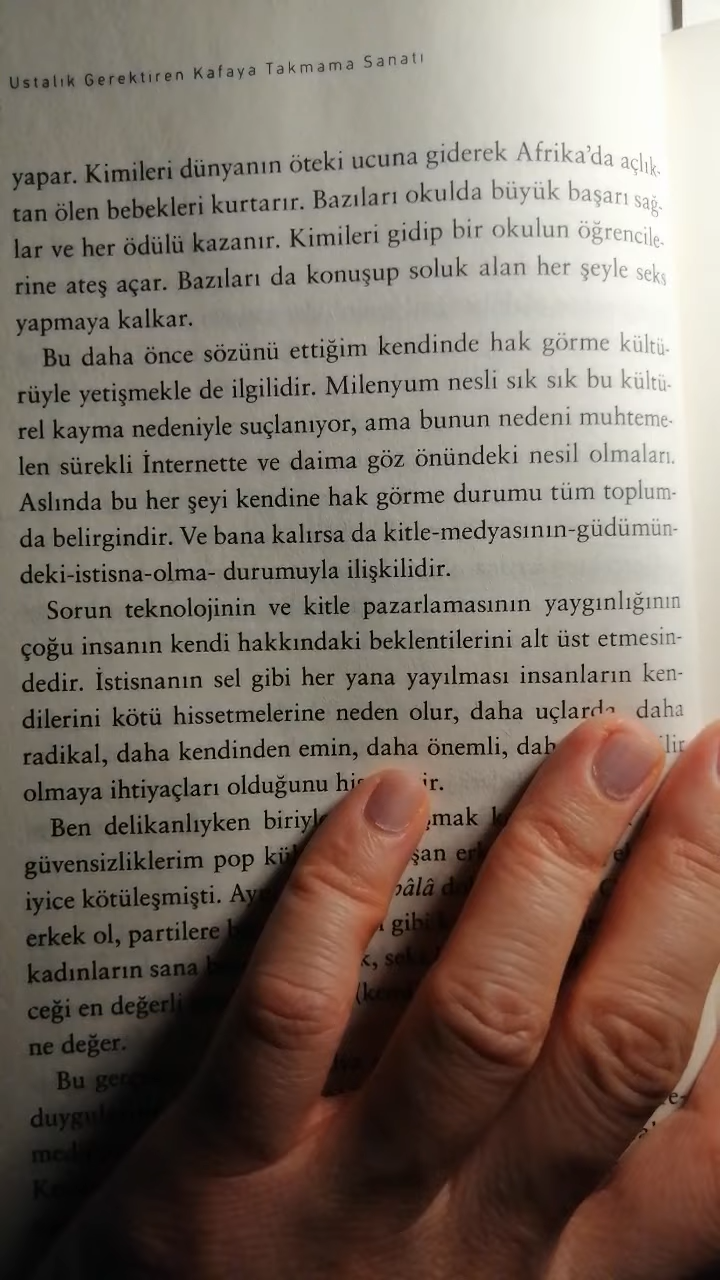 Ustalık Gerektiren Kafaya Takmama Sanatı
yapar. Kimileri dünyanın öteki ucuna giderek Afrika’da açlık-
tan ölen bebekleri kurtarır. Bazıları okulda büyük başarı sağ-
lar ve her ödülü kazanır. Kimileri gidip bir okulun öğrencile-
rine ateş açar. Bazıları da konuşup soluk alan her şeyle seks
yapmaya kalkar.
Bu daha önce sözünü ettiğim kendinde hak görme kültü-
rüyle yetişmekle de ilgilidir. Milenyum nesli sık sık bu kültü-
rel kayma nedeniyle suçlanıyor, ama bunun nedeni muhteme-
len sürekli İnternette ve daima göz önündeki nesil olmaları.
Aslında bu her şeyi kendine hak görme durumu tüm toplum-
da belirgindir. Ve bana kalırsa da kitle-medyasının-güdümün-
deki-istisna-olma- durumuyla ilişkilidir.
Sorun teknolojinin ve kitle pazarlamasının yaygınlığının
çoğu insanın kendi hakkındaki beklentilerini alt üst etmesin-
dedir. İstisnanın sel gibi her yana yayılması insanların ken-
dilerini kötü hissetmelerine neden olur, daha uçlarda, daha
radikal, daha kendinden emin, daha önemli,
olmaya ihtiyaçları olduğunu
Ben delikanlıyken
güvensizliklerim pop
iyice kötüleşmişti.
erkek ol, partilere gibi
kadınların sana
ceği en değerli
ne değer.
Bu